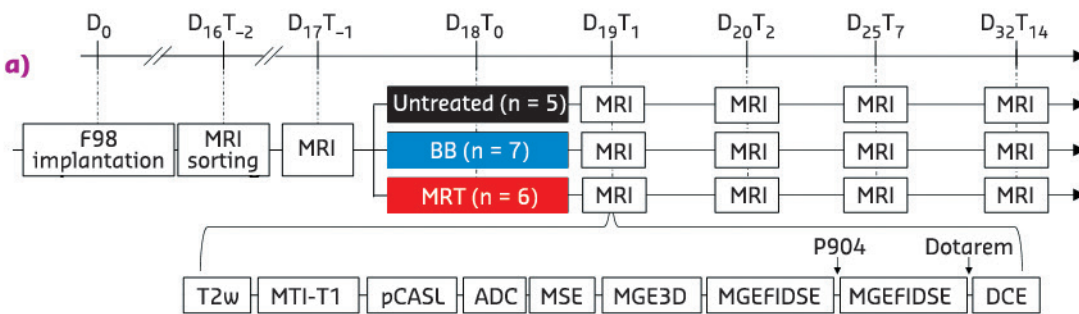 D0 D16T-2 D17T-1 D18T0 D19T1 D20T2 D25T7 D32T14
a)
Untreated (n = 5) MRI MRI MRI MRI
F98 implantation MRI sorting MRI BB (n = 7) MRI MRI MRI MRI
MRT (n = 6) MRI MRI MRI MRI
P904 Dotarem
T2w MTI-T1 pCASL ADC MSE MGE3D MGEFIDSE MGEFIDSE DCE